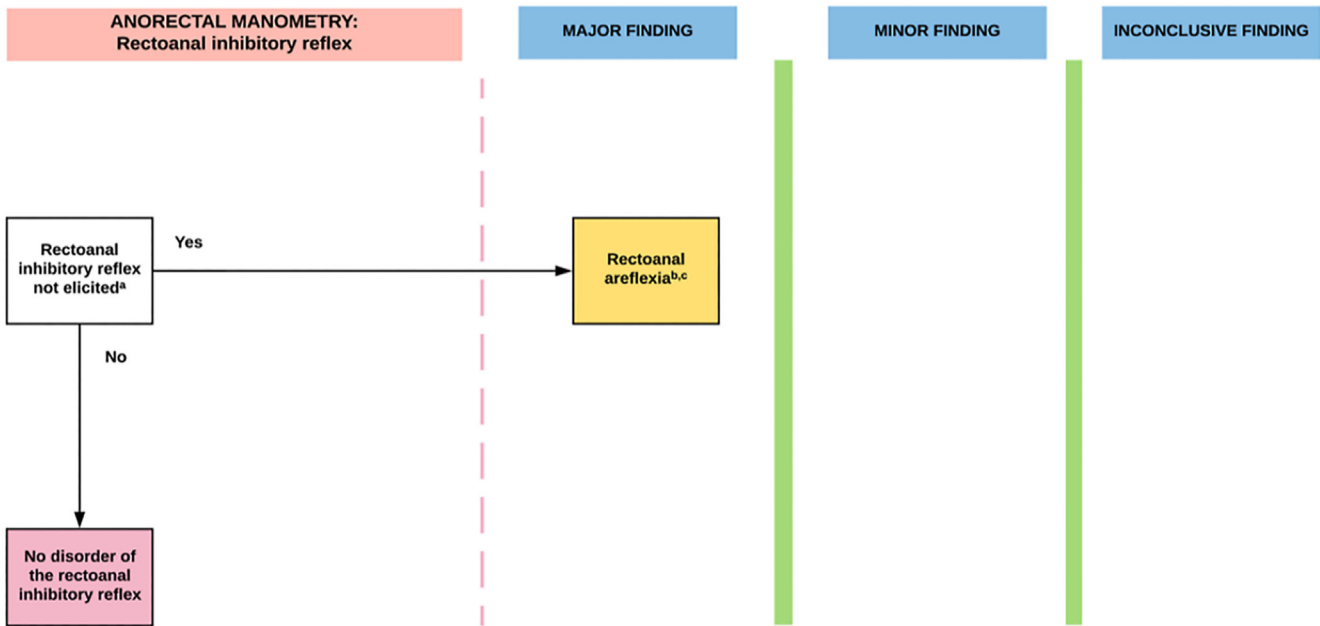 ANORECTAL MANOMETRY:
Rectoanal inhibitory reflex
MAJOR FINDING
MINOR FINDING
INCONCLUSIVE FINDING
Rectoanal
inhibitory reflex
not elicitedᵃ
Yes
Rectoanal
areflexiaᵇ,ᶜ
No
No disorder of
the rectoanal
inhibitory reflex